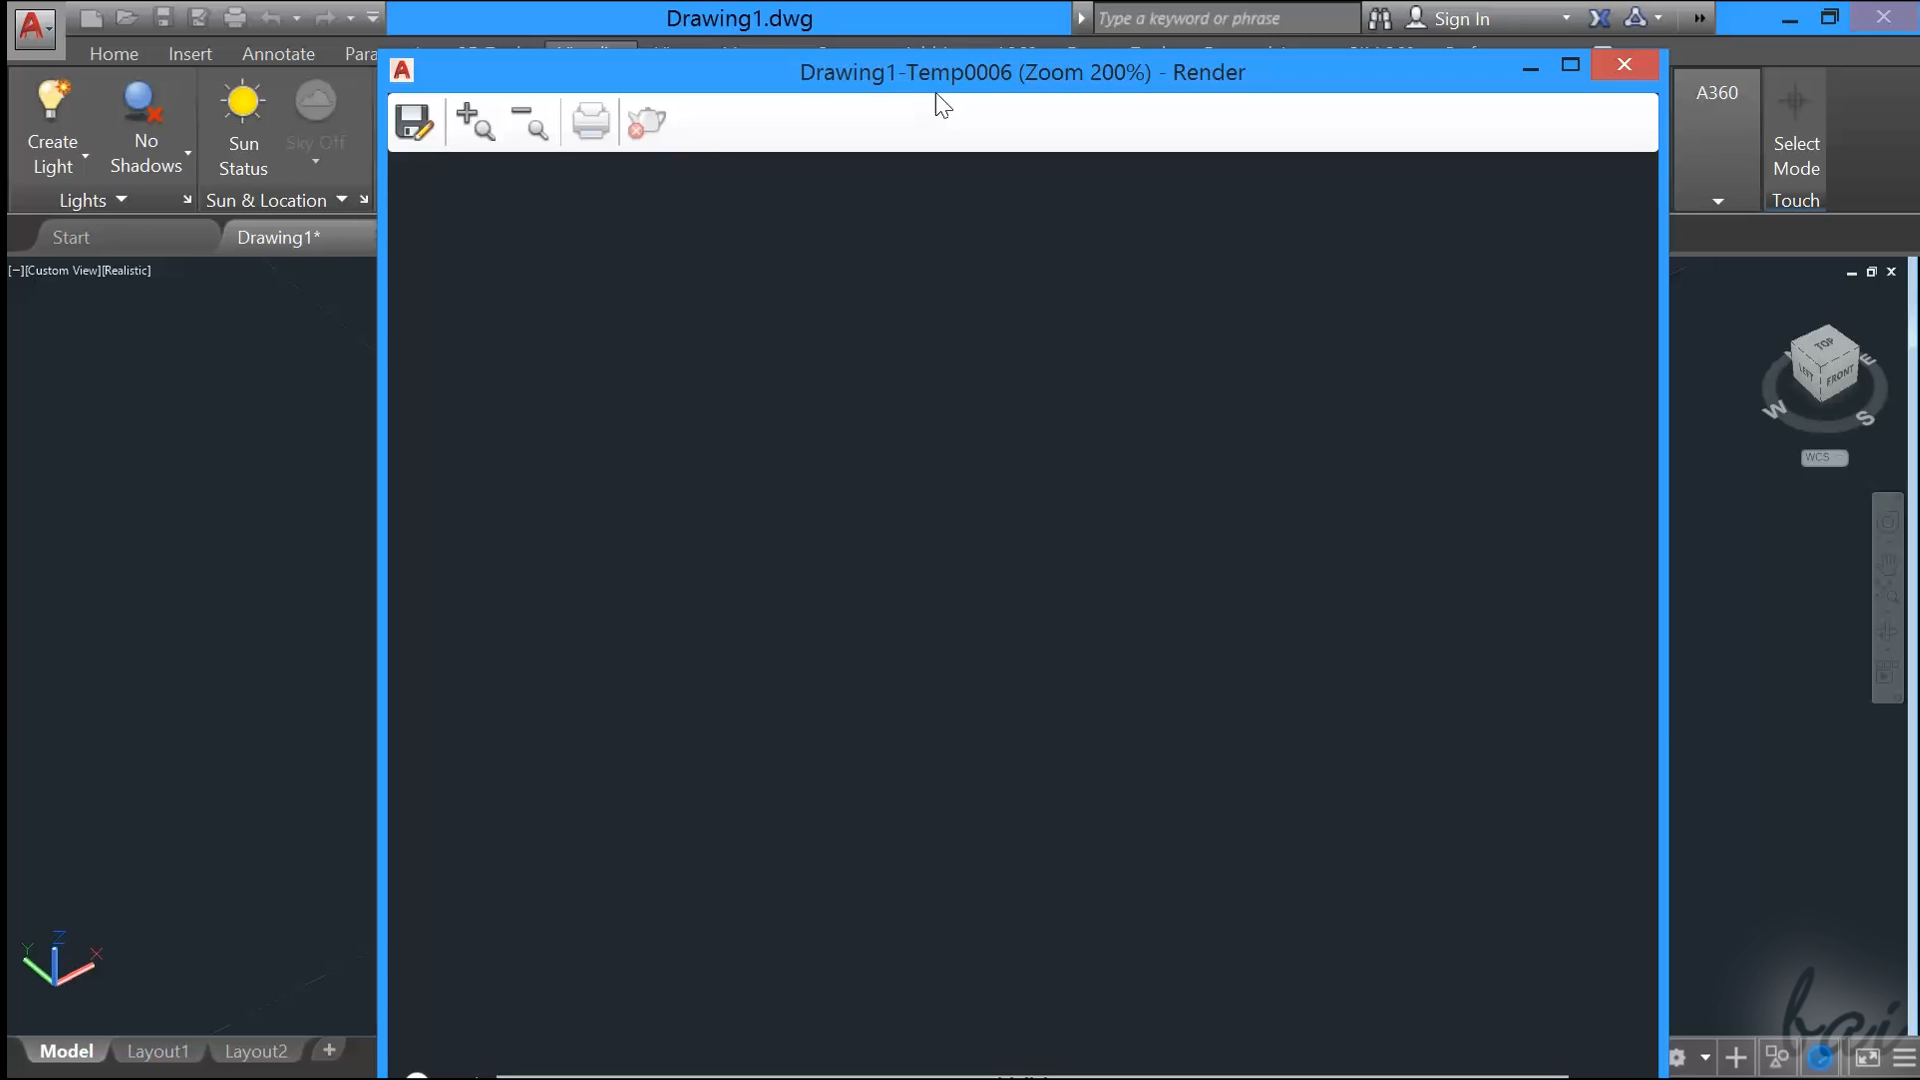 Drawing1.dwg
Type a keyword or phrase
Sign In
Home
Insert
Annotate
Para
Drawing1-Temp0006 (Zoom 200%) - Render
Create
Light
No
Shadows
Sun
Status
Sky Off
Lights
Sun & Location
A360
Select
Mode
Touch
Start
Drawing1*
[−][Custom View][Realistic]
TOP
LEFT
FRONT
E
W
S
WCS
Z
Y
X
Model
Layout1
Layout2
bai